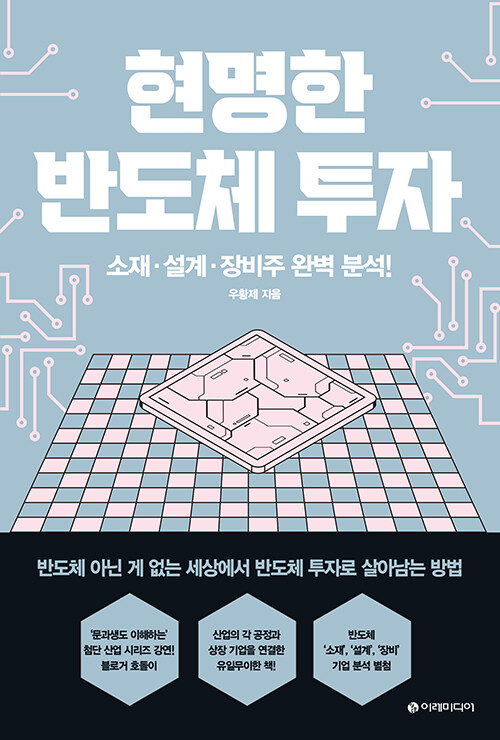 현명한
반도체 투자
소재·설계·장비주 완벽 분석!
우황제 지음
반도체 아닌 게 없는 세상에서 반도체 투자로 살아남는 방법
'문과생도 이해하는'
첨단 산업 시리즈 강연!
블로거 호돌이
산업의 각 공정과
상장 기업을 연결한
유일무이한 책!
반도체
'소재', '설계', '장비'
기업 분석 별첨
이레미디어